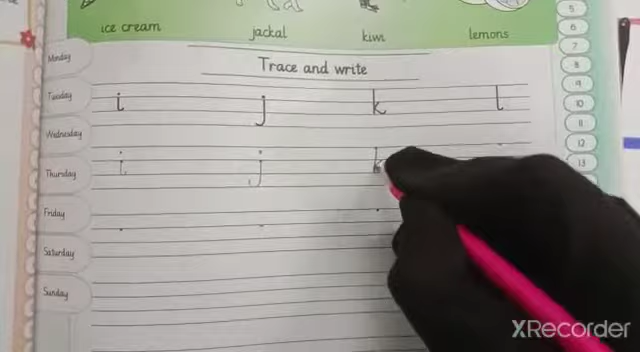 ice cream jackal kiwi lemons
Trace and write
i j k l
i j k
Monday
Tuesday
Wednesday
Thursday
Friday
Saturday
Sunday
5
6
7
8
9
10
11
12
13
XRecorder